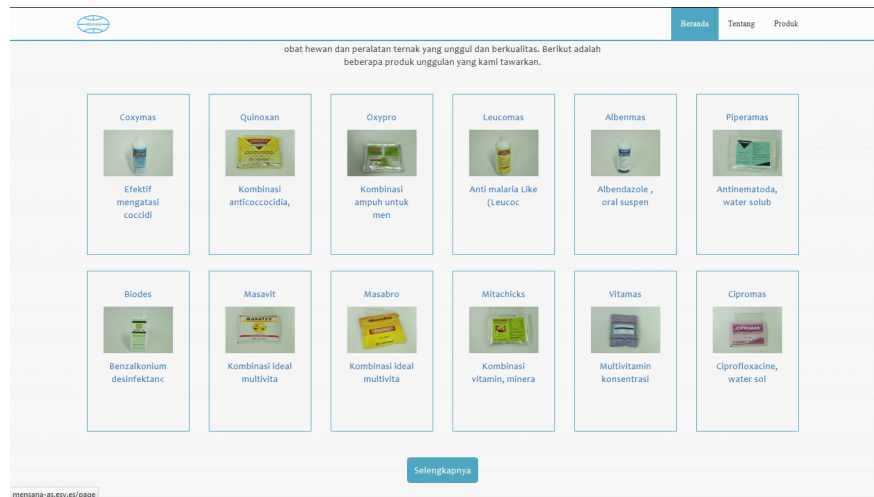 Beranda Tentang Produk
obat hewan dan peralatan ternak yang unggul dan berkualitas. Berikut adalah
beberapa produk unggulan yang kami tawarkan.
Coxymas
Efektif
mengatasi
coccidi
Quinoxan
Kombinasi
anticoccocidia,
Oxypro
Kombinasi
ampuh untuk
men
Leucomas
Anti malaria Like
(Leucoc
Albenmas
Albendazole ,
oral suspen
Piperamas
Antinematoda,
water solub
Biodes
Benzalkonium
desinfektan<
Masavit
Kombinasi ideal
multivita
Masabro
Kombinasi ideal
multivita
Mitachicks
Kombinasi
vitamin, minera
Vitamas
Multivitamin
konsentrasi
Cipromas
CIPROMAS
Ciprofloxacine,
water sol
Selengkapnya
mensana-as.esy.es/page